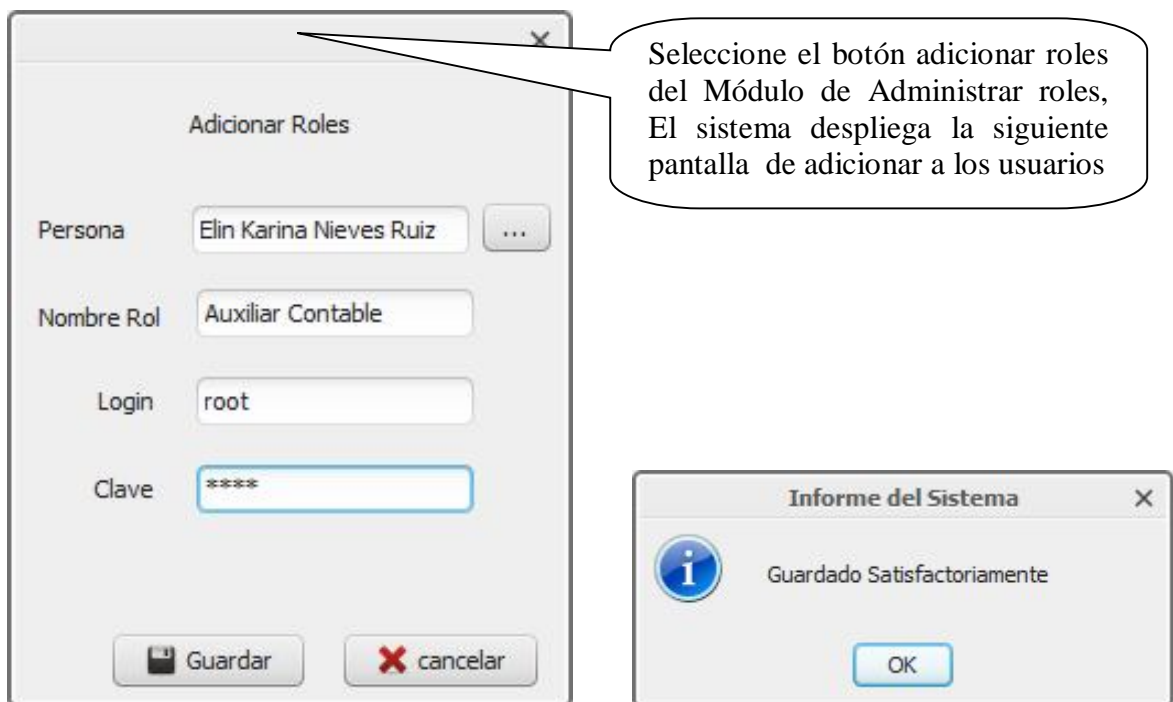 Seleccione el botón adicionar roles
del Módulo de Administrar roles,
El sistema despliega la siguiente
pantalla de adicionar a los usuarios
Adicionar Roles
Persona Elin Karina Nieves Ruiz ...
Nombre Rol Auxiliar Contable
Login root
Clave ****
Guardar cancelar
Informe del Sistema
Guardado Satisfactoriamente
OK